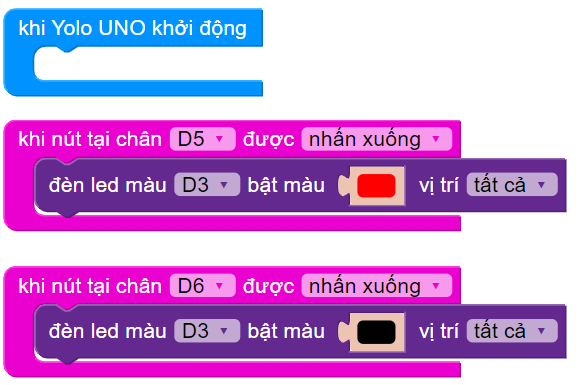 khi Yolo UNO khởi động
khi nút tại chân D5 được nhấn xuống
đèn led màu D3 bật màu vị trí tất cả
khi nút tại chân D6 được nhấn xuống
đèn led màu D3 bật màu vị trí tất cả